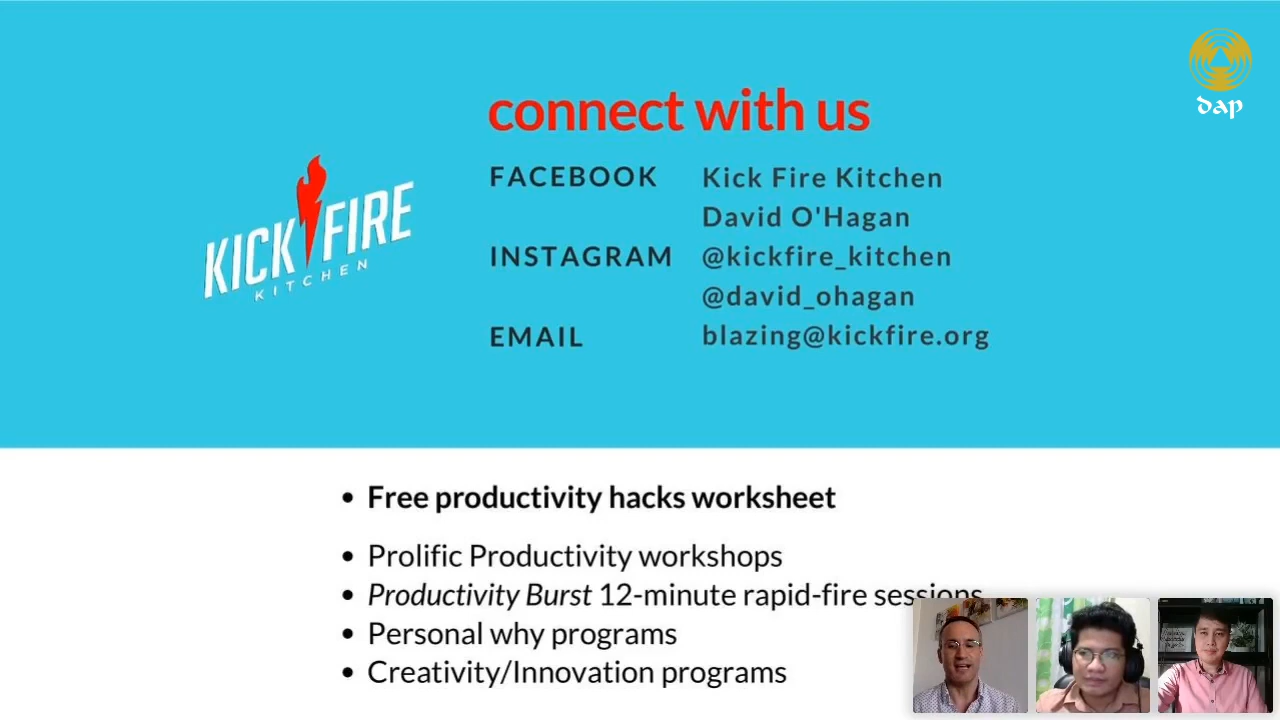 dap
connect with us
FACEBOOK Kick Fire Kitchen
David O'Hagan
INSTAGRAM @kickfire_kitchen
@david_ohagan
EMAIL blazing@kickfire.org
KICK FIRE
KITCHEN
• Free productivity hacks worksheet
• Prolific Productivity workshops
• Productivity Burst 12-minute rapid-fire sessions
• Personal why programs
• Creativity/Innovation programs